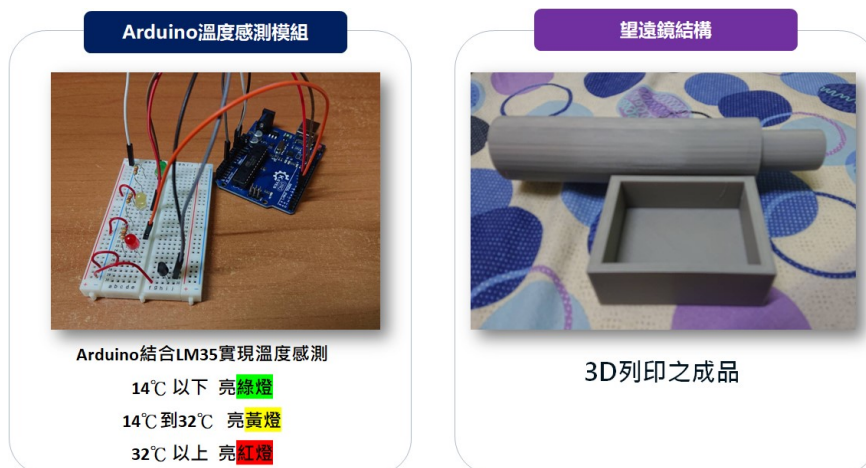 Arduino溫度感測模組
Arduino結合LM35實現溫度感測
14℃ 以下 亮綠燈
14℃ 到32℃ 亮黃燈
32℃ 以上 亮紅燈
望遠鏡結構
3D列印之成品